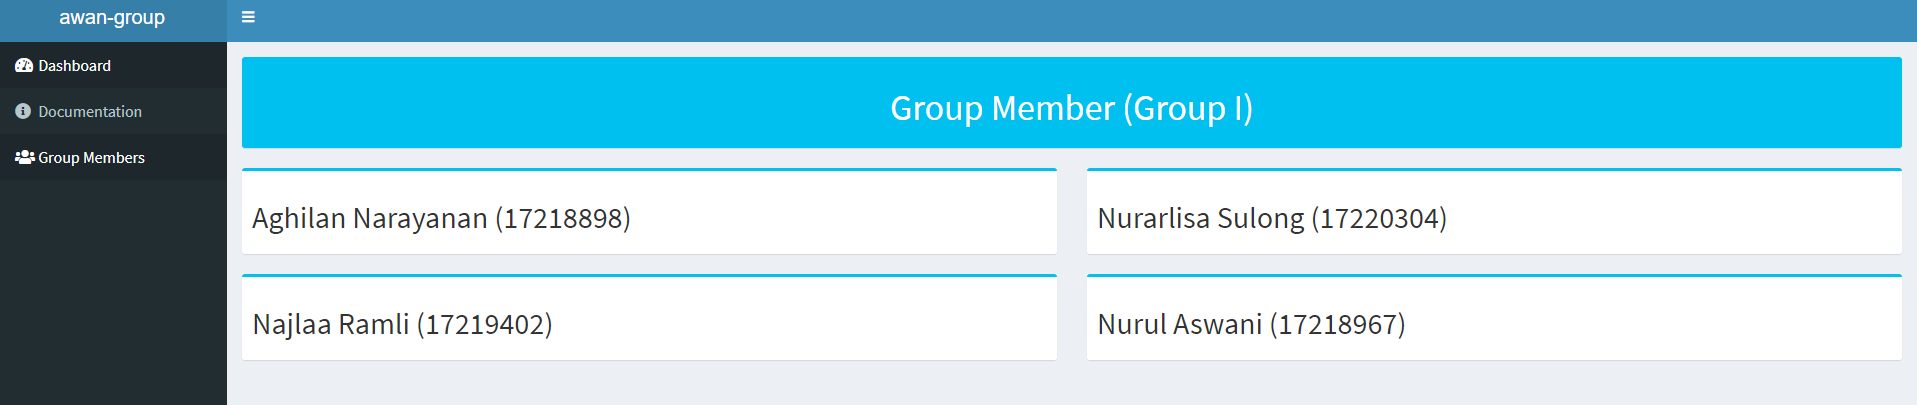 awan-group
Dashboard
Documentation
Group Members
Group Member (Group I)
Aghilan Narayanan (17218898)
Nurarlisa Sulong (17220304)
Najlaa Ramli (17219402)
Nurul Aswani (17218967)